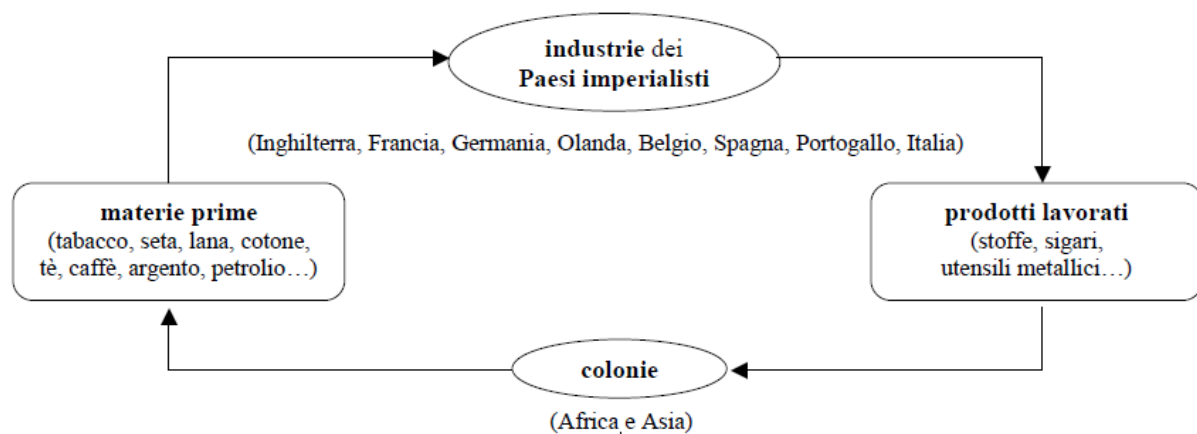 industrie dei
Paesi imperialisti
(Inghilterra, Francia, Germania, Olanda, Belgio, Spagna, Portogallo, Italia)
materie prime
(tabacco, seta, lana, cotone,
tè, caffè, argento, petrolio…)
prodotti lavorati
(stoffe, sigari,
utensili metallici…)
colonie
(Africa e Asia)